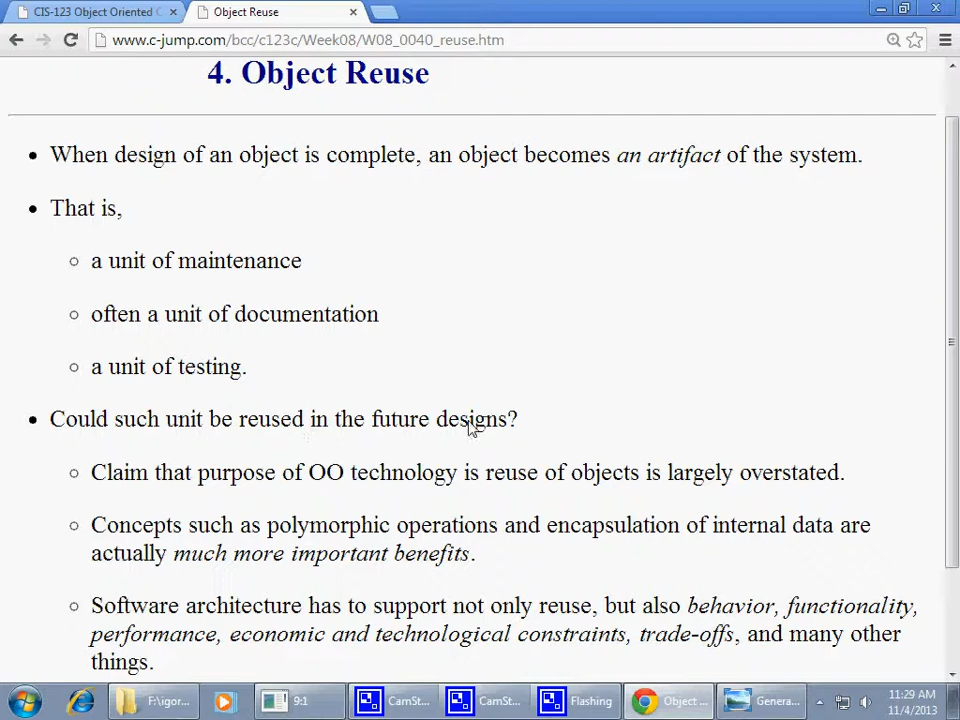 CIS-123 Object Oriented C
Object Reuse
www.c-jump.com/bcc/c123c/Week08/W08_0040_reuse.htm
4. Object Reuse
When design of an object is complete, an object becomes an artifact of the system.
That is,
a unit of maintenance
often a unit of documentation
a unit of testing.
Could such unit be reused in the future designs?
Claim that purpose of OO technology is reuse of objects is largely overstated.
Concepts such as polymorphic operations and encapsulation of internal data are
actually much more important benefits.
Software architecture has to support not only reuse, but also behavior, functionality,
performance, economic and technological constraints, trade-offs, and many other
things.
F:\igor... 9:1 CamSt... CamSt... Flashing Object ... Genera... 11:29 AM
11/4/2013